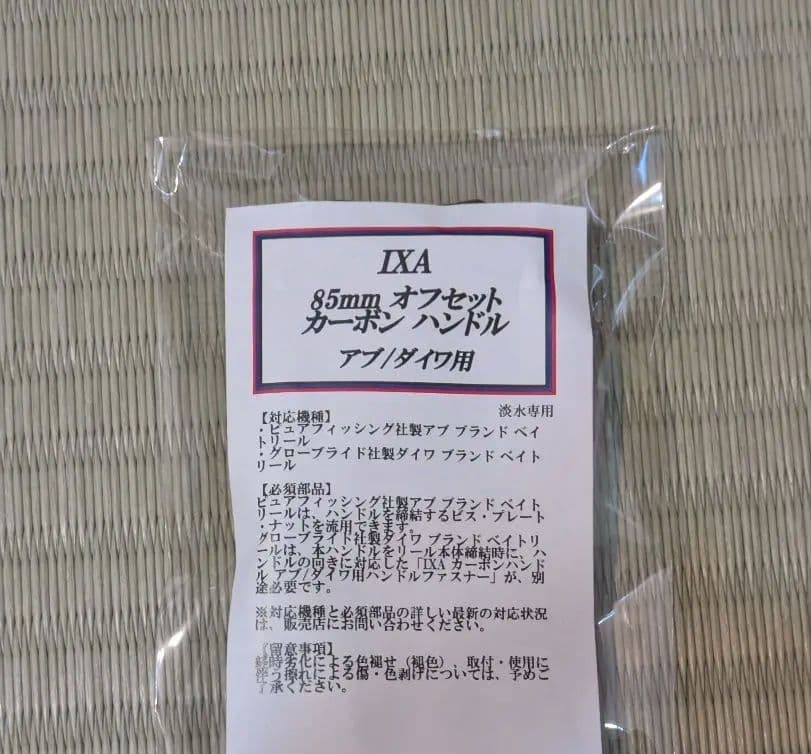 IXA
85mm オフセット
カーボン ハンドル
アブ/ダイワ用
淡水専用
【対応機種】
・ピュアフィッシング社製アブ ブランド ベイ
トリール
・グローブライド社製ダイワ ブランド ベイト
リール
【必須部品】
ピュアフィッシング社製アブ ブランド ベイト
リールは、ハンドルを締結するビス・プレート
・ナットを流用できます。
グローブライド社製ダイワ ブランド ベイトリ
ールは、本ハンドルをリール本体締結時に、ハ
ンドルの向きに対応した「IXA カーボンハンド
ル アブ/ダイワ用ハンドルファスナー」が、別
途必要です。
※対応機種と必須部品の詳しい最新の対応状況
は、販売店にお問い合わせください。
【留意事項】
経時劣化による色褪せ（褪色）、取付・使用に
伴う擦れによる傷・色剥げについては、予めご
了承ください。